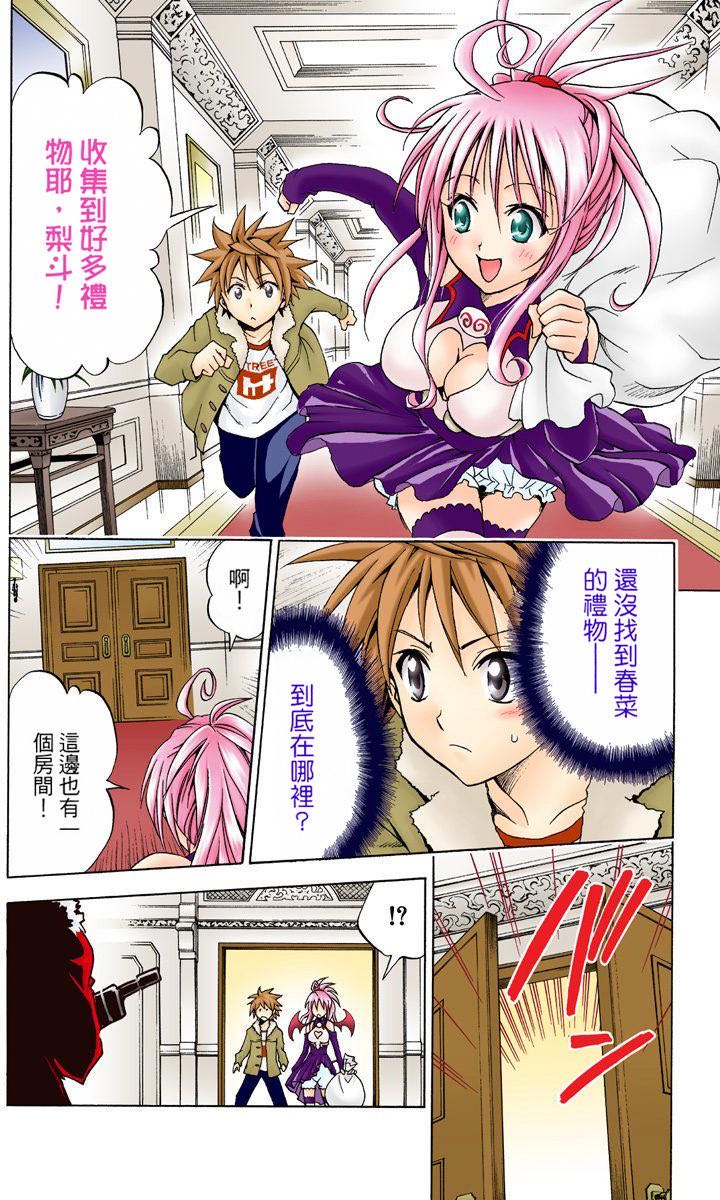 收集到好多禮
物耶，梨斗！
TREET
H
還沒找到春菜
的禮物——
到底在哪裡？
啊！
這邊也有一
個房間！
!?